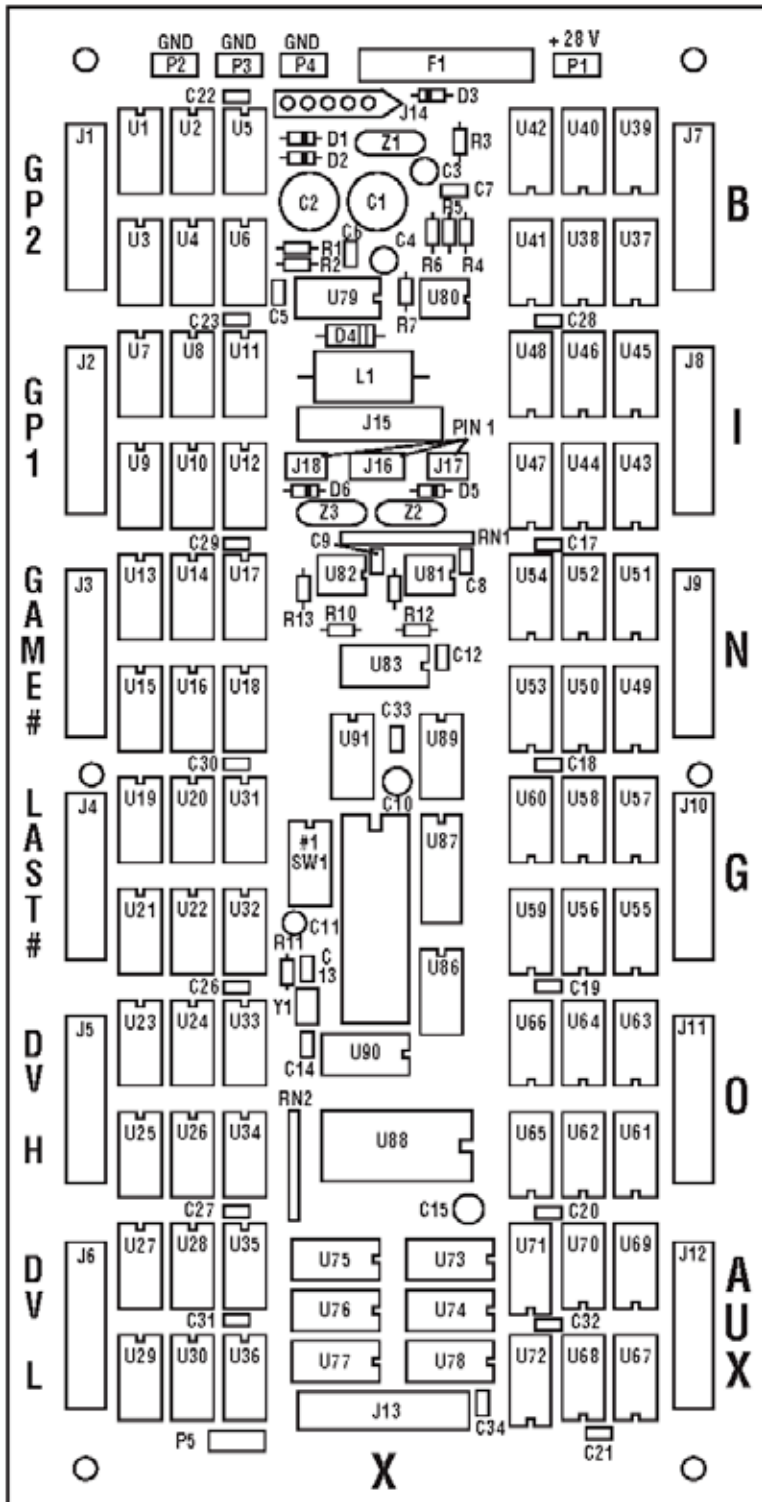 GND GND GND + 28 V
P2 P3 P4 F1 P1
C22 J14 D3
J1 U1 U2 U5 D1 Z1 R3 U42 U40 U39 J7
D2 C3
C7
GP2 C2 C1 R5 B
U3 U4 U6 R1 C6 C4 R6 R4 U41 U38 U37
R2
C5 U79 R7 U80
C23 C28
J2 U7 U8 U11 D4 U48 U46 U45 J8
L1
GP1 J15 PIN 1 I
U9 U10 U12 J18 J16 J17 U47 U44 U43
D6 D5
Z3 Z2
C29 C9 RN1 C17
J3 U13 U14 U17 U82 U81 C8 U54 U52 U51 J9
GAME# R13 R10 R12 N
U15 U16 U18 U83 C12 U53 U50 U49
C33
U91 U89
C30 C18
C10
J4 U19 U20 U31 #1 U87 U60 U58 U57 J10
SW1
LAST# G
U21 U22 U32 C11 U59 U56 U55
R11 C
13 U86
C26 Y1 C19
J5 U23 U24 U33 U66 U64 U63 J11
C14 U90
DV RN2 O
H U25 U26 U34 U88 U65 U62 U61
C27 C15 C20
J6 U27 U28 U35 U75 U73 U71 U70 U69 J12
DV U76 U74 AUX
C31 C32
L U29 U30 U36 U77 U78 U72 U68 U67
J13 C34
P5 C21
X